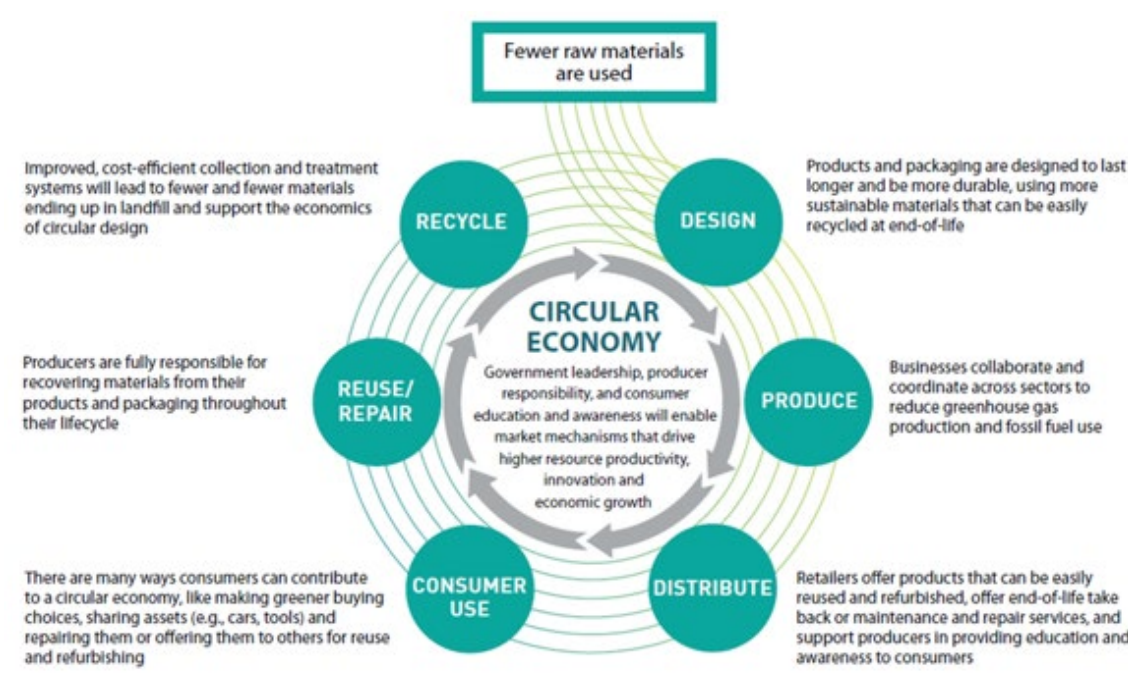 Fewer raw materials
are used
Improved, cost-efficient collection and treatment
systems will lead to fewer and fewer materials
ending up in landfill and support the economics
of circular design
RECYCLE
DESIGN
Products and packaging are designed to last
longer and be more durable, using more
sustainable materials that can be easily
recycled at end-of-life
CIRCULAR
ECONOMY
Government leadership, producer
responsibility, and consumer
education and awareness will enable
market mechanisms that drive
higher resource productivity,
innovation and
economic growth
Producers are fully responsible for
recovering materials from their
products and packaging throughout
their lifecycle
REUSE/
REPAIR
PRODUCE
Businesses collaborate and
coordinate across sectors to
reduce greenhouse gas
production and fossil fuel use
There are many ways consumers can contribute
to a circular economy, like making greener buying
choices, sharing assets (e.g., cars, tools) and
repairing them or offering them to others for reuse
and refurbishing
CONSUMER
USE
DISTRIBUTE
Retailers offer products that can be easily
reused and refurbished, offer end-of-life take
back or maintenance and repair services, and
support producers in providing education and
awareness to consumers